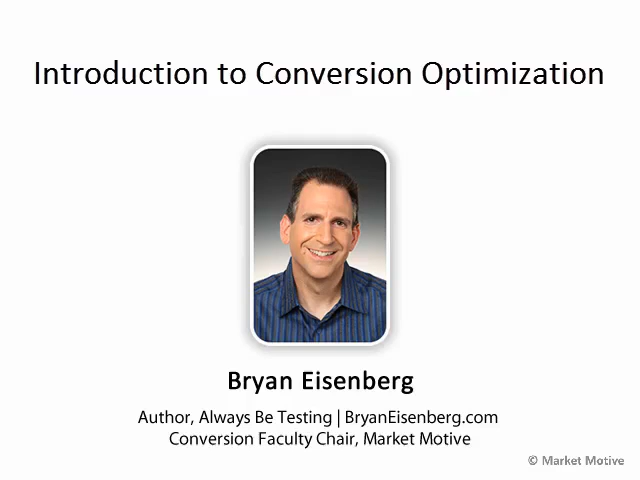 Introduction to Conversion Optimization
Bryan Eisenberg
Author, Always Be Testing | BryanEisenberg.com
Conversion Faculty Chair, Market Motive
© Market Motive